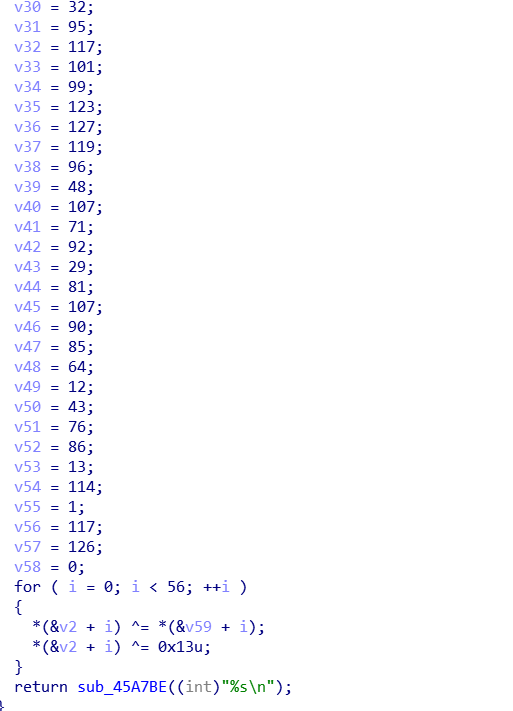 v30 = 32;
v31 = 95;
v32 = 117;
v33 = 101;
v34 = 99;
v35 = 123;
v36 = 127;
v37 = 119;
v38 = 96;
v39 = 48;
v40 = 107;
v41 = 71;
v42 = 92;
v43 = 29;
v44 = 81;
v45 = 107;
v46 = 90;
v47 = 85;
v48 = 64;
v49 = 12;
v50 = 43;
v51 = 76;
v52 = 86;
v53 = 13;
v54 = 114;
v55 = 1;
v56 = 117;
v57 = 126;
v58 = 0;
for ( i = 0; i < 56; ++i )
{
*(&v2 + i) ^= *(&v59 + i);
*(&v2 + i) ^= 0x13u;
}
return sub_45A7BE((int)"%s\n");
}